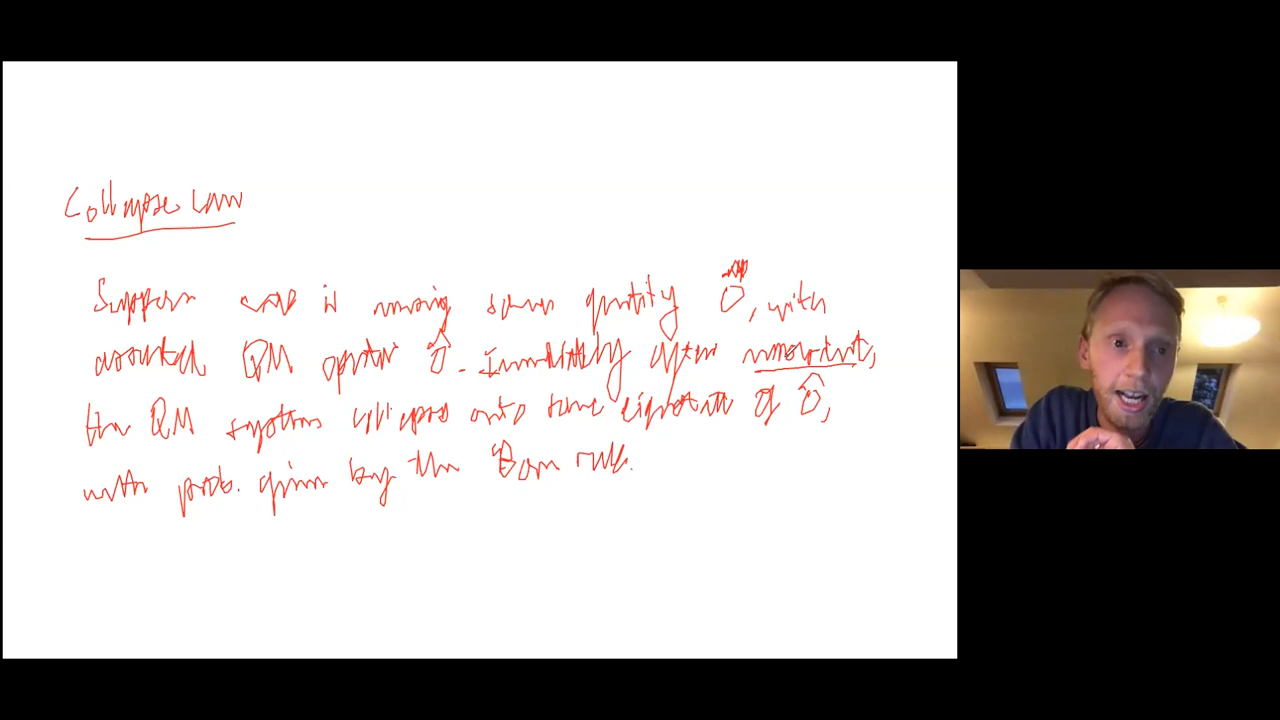 Collapse Law
Suppose one is measuring some quantity O, with
associated QM operator Ô. Immediately after measurement,
the QM system collapses onto some eigenstate of Ô,
with prob. given by the Born rule.